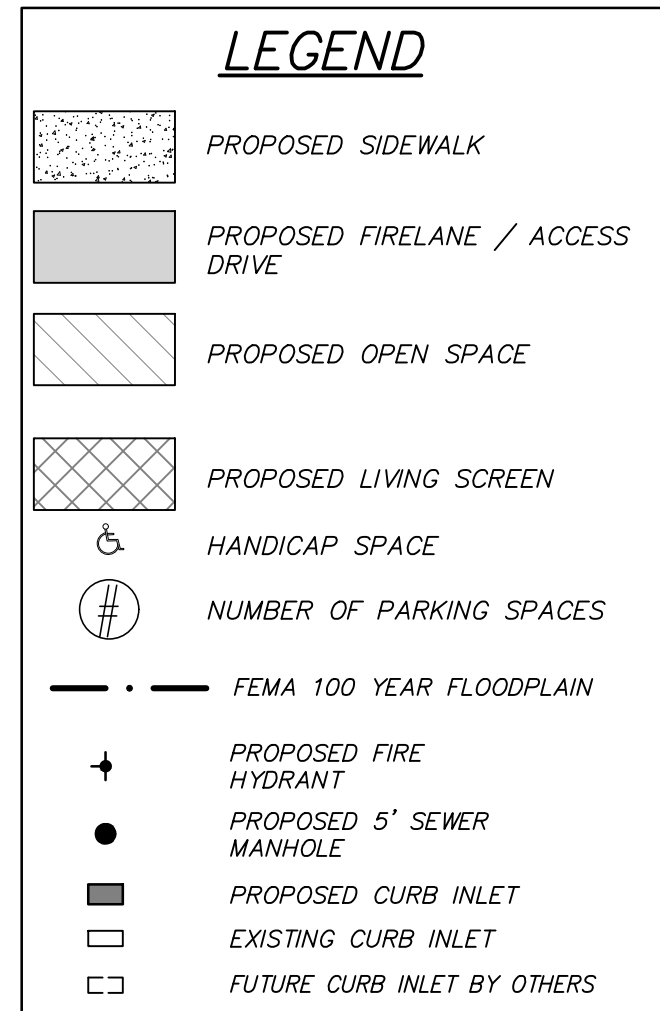 LEGEND
PROPOSED SIDEWALK
PROPOSED FIRELANE / ACCESS
DRIVE
PROPOSED OPEN SPACE
PROPOSED LIVING SCREEN
HANDICAP SPACE
# NUMBER OF PARKING SPACES
FEMA 100 YEAR FLOODPLAIN
PROPOSED FIRE
HYDRANT
PROPOSED 5' SEWER
MANHOLE
PROPOSED CURB INLET
EXISTING CURB INLET
FUTURE CURB INLET BY OTHERS